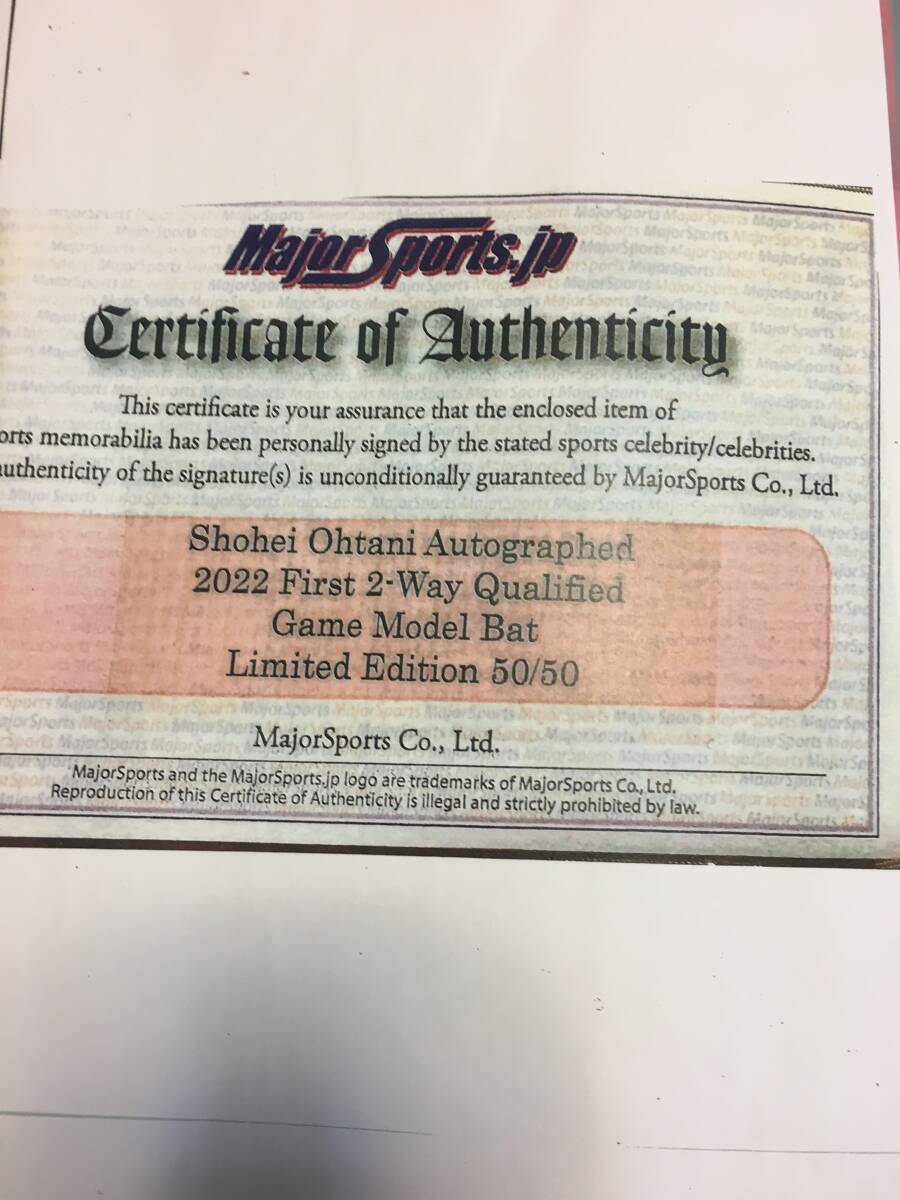 MajorSports.jp
Certificate of Authenticity
This certificate is your assurance that the enclosed item of
orts memorabilia has been personally signed by the stated sports celebrity/celebrities.
uthenticity of the signature(s) is unconditionally guaranteed by MajorSports Co., Ltd.
Shohei Ohtani Autographed
2022 First 2-Way Qualified
Game Model Bat
Limited Edition 50/50
MajorSports Co., Ltd.
MajorSports and the MajorSports.jp logo are trademarks of MajorSports Co., Ltd.
Reproduction of this Certificate of Authenticity is illegal and strictly prohibited by law.